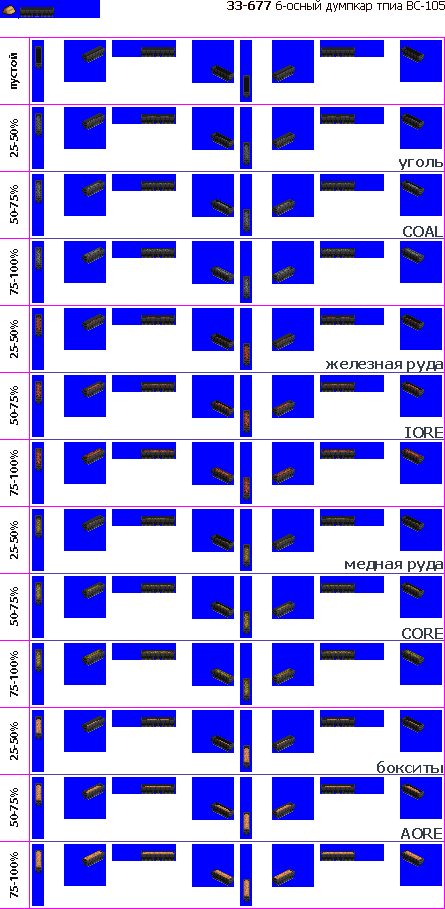 33-677 6-осный думпкар тпиа ВС-105
пустой
25-50%
уголь
50-75%
COAL
75-100%
25-50%
железная руда
50-75%
IORE
75-100%
25-50%
медная руда
50-75%
CORE
75-100%
25-50%
бокситы
50-75%
AORE
75-100%